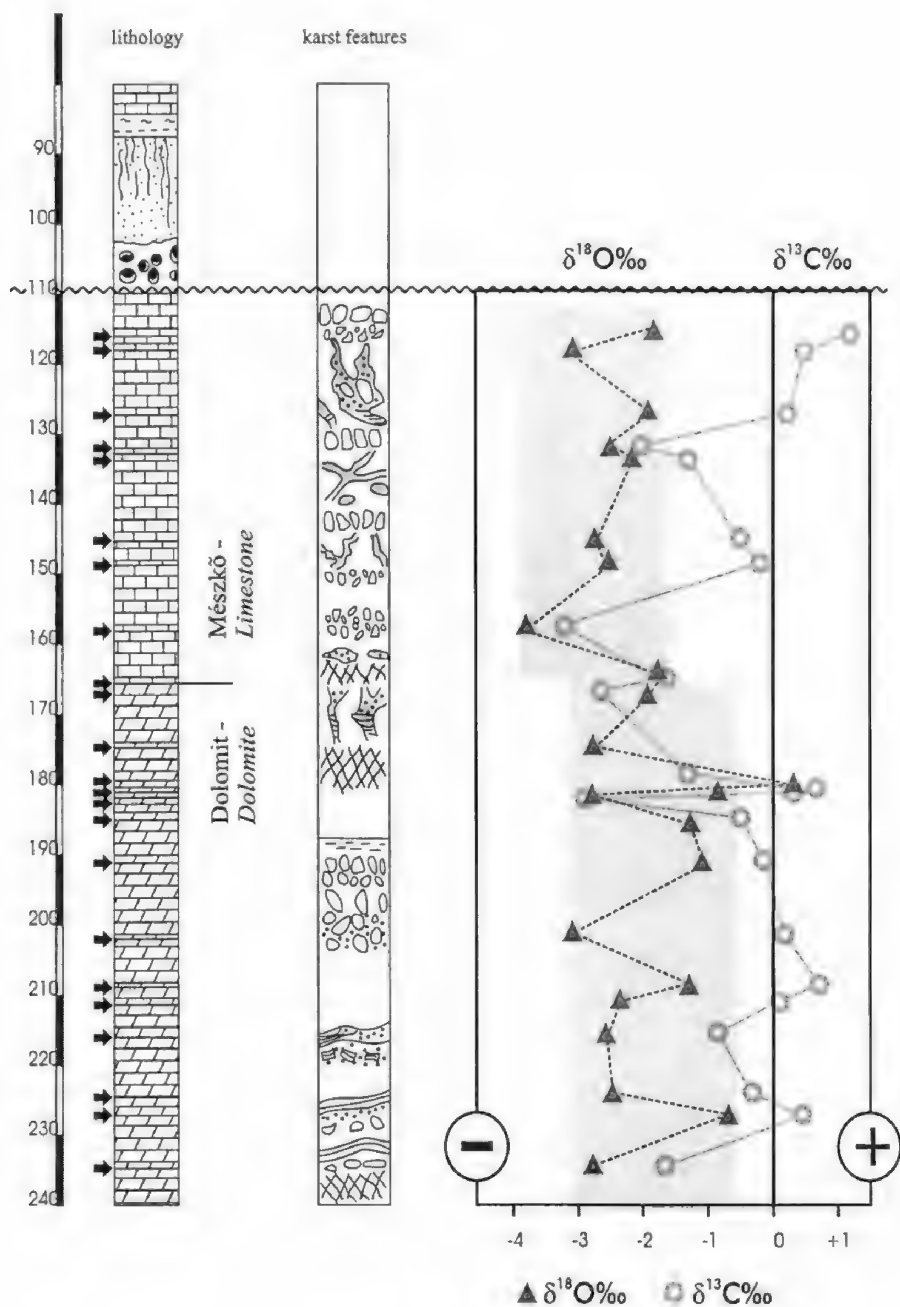 lithology
karst features
90
100
δ¹⁸O‰
δ¹³C‰
110
120
130
140
150
160
170
180
190
200
210
220
230
240
Mészkő -
Limestone
Dolomit -
Dolomite
−
+
-4
-3
-2
-1
0
+1
δ¹⁸O‰
δ¹³C‰